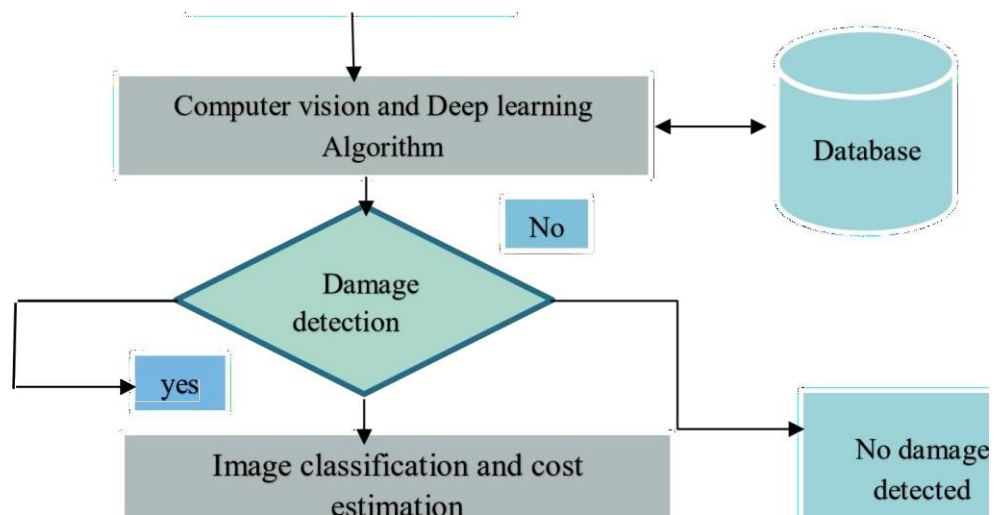 Computer vision and Deep learning
Algorithm
Database
No
Damage
detection
yes
Image classification and cost
estimation
No damage
detected